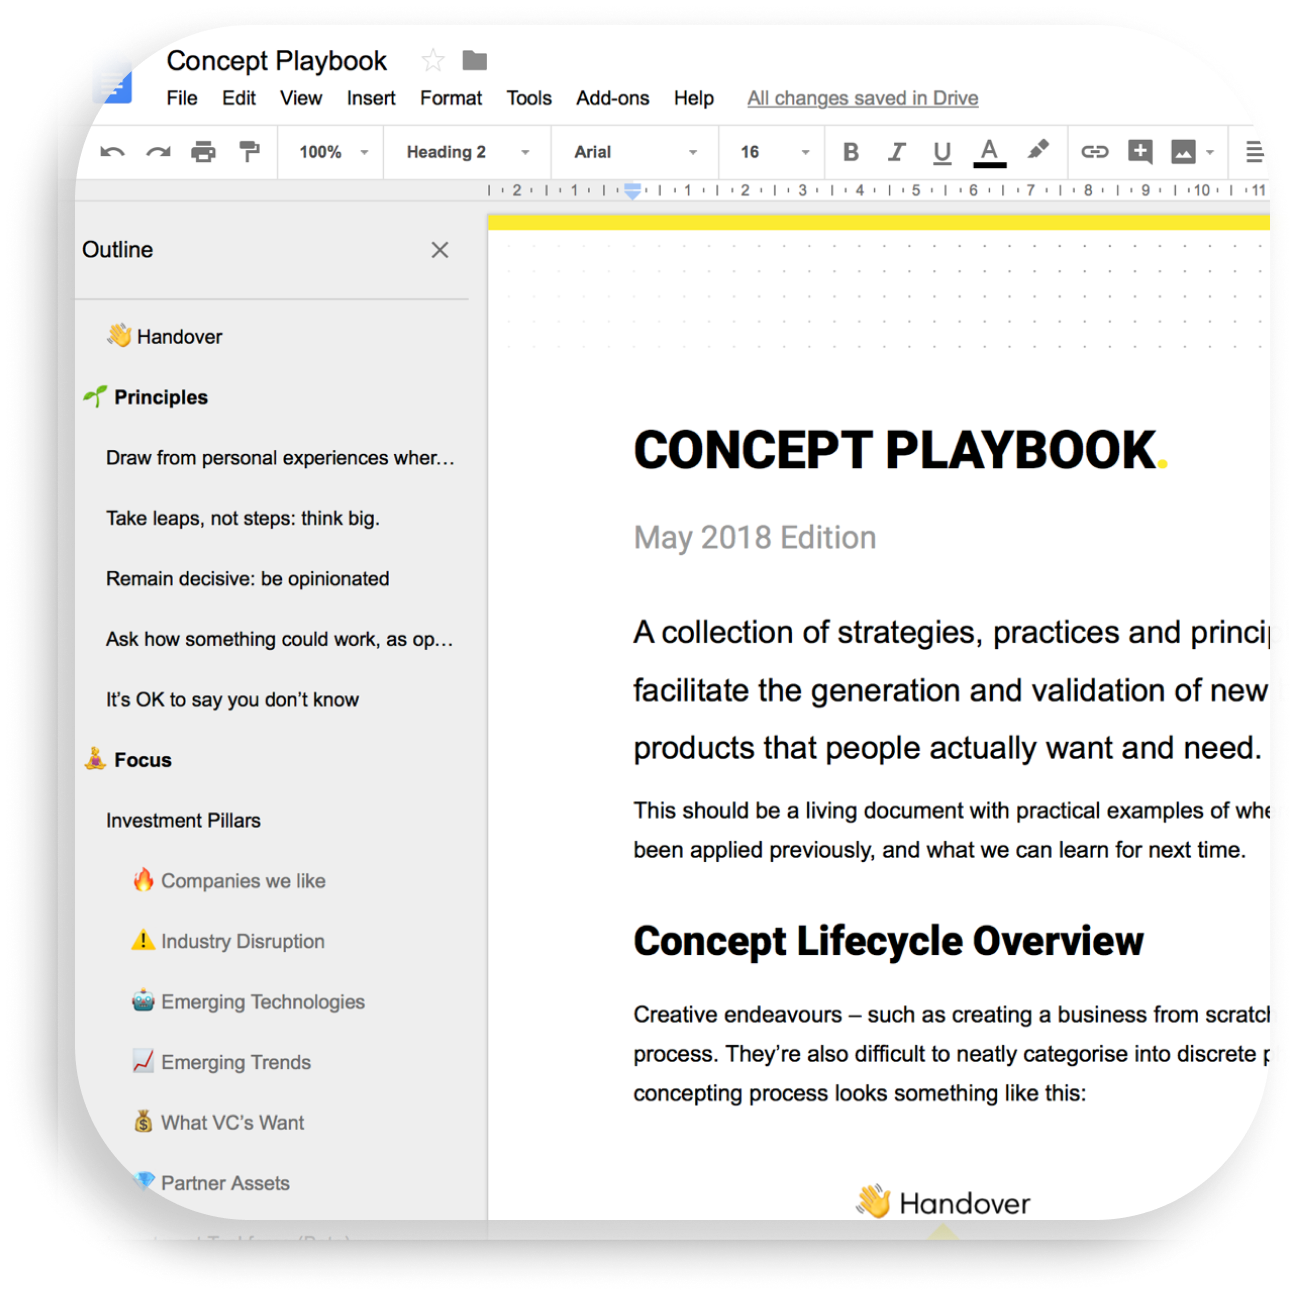 Concept Playbook
File Edit View Insert Format Tools Add-ons Help All changes saved in Drive
100% Heading 2 Arial 16 B I U A
2 1 1 2 3 4 5 6 7 8 9 10 11
Outline
👋 Handover
🌱 Principles
Draw from personal experiences wher...
Take leaps, not steps: think big.
Remain decisive: be opinionated
Ask how something could work, as op...
It's OK to say you don't know
🧘 Focus
Investment Pillars
🔥 Companies we like
⚠️ Industry Disruption
🤖 Emerging Technologies
📈 Emerging Trends
💰 What VC's Want
💎 Partner Assets
CONCEPT PLAYBOOK.
May 2018 Edition
A collection of strategies, practices and
facilitate the generation and validation of new
products that people actually want and need.
This should be a living document with practical examples of
been applied previously, and what we can learn for next time.
Concept Lifecycle Overview
Creative endeavours – such as creating a business from scratch
process. They're also difficult to neatly categorise into discrete
concepting process looks something like this:
👋 Handover